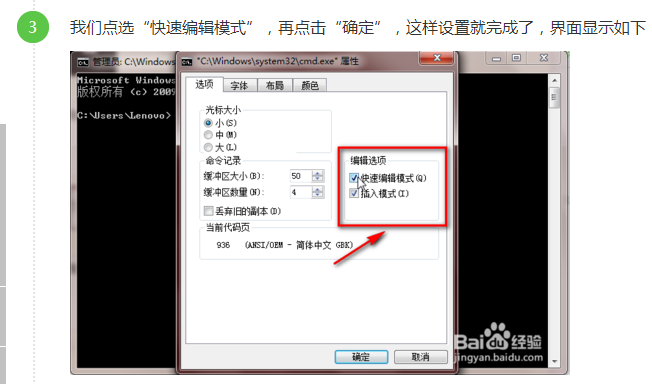 3
我们点选“快速编辑模式”，再点击“确定”，这样设置就完成了，界面显示如下
管理员: C:\Windows
Microsoft Windows
版权所有 (c) 2009
C:\Users\Lenovo>
"C:\Windows\system32\cmd.exe" 属性
选项 字体 布局 颜色
光标大小
小(S)
中(M)
大(L)
命令记录
缓冲区大小(B): 50
缓冲区数量(N): 4
丢弃旧的副本(D)
编辑选项
快速编辑模式(Q)
插入模式(I)
当前代码页
936 (ANSI/OEM - 简体中文 GBK)
确定 取消
Bai 经验
jingyan.baidu.com